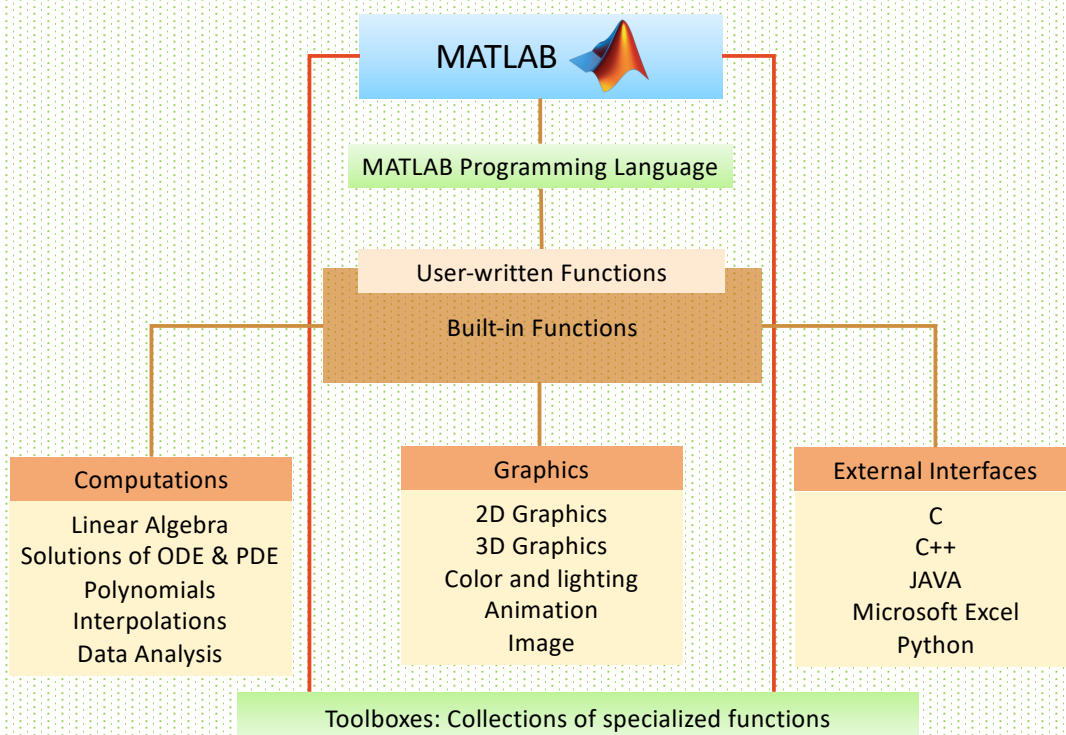 MATLAB
MATLAB Programming Language
User-written Functions
Built-in Functions
Computations
Linear Algebra
Solutions of ODE & PDE
Polynomials
Interpolations
Data Analysis
Graphics
2D Graphics
3D Graphics
Color and lighting
Animation
Image
External Interfaces
C
C++
JAVA
Microsoft Excel
Python
Toolboxes: Collections of specialized functions